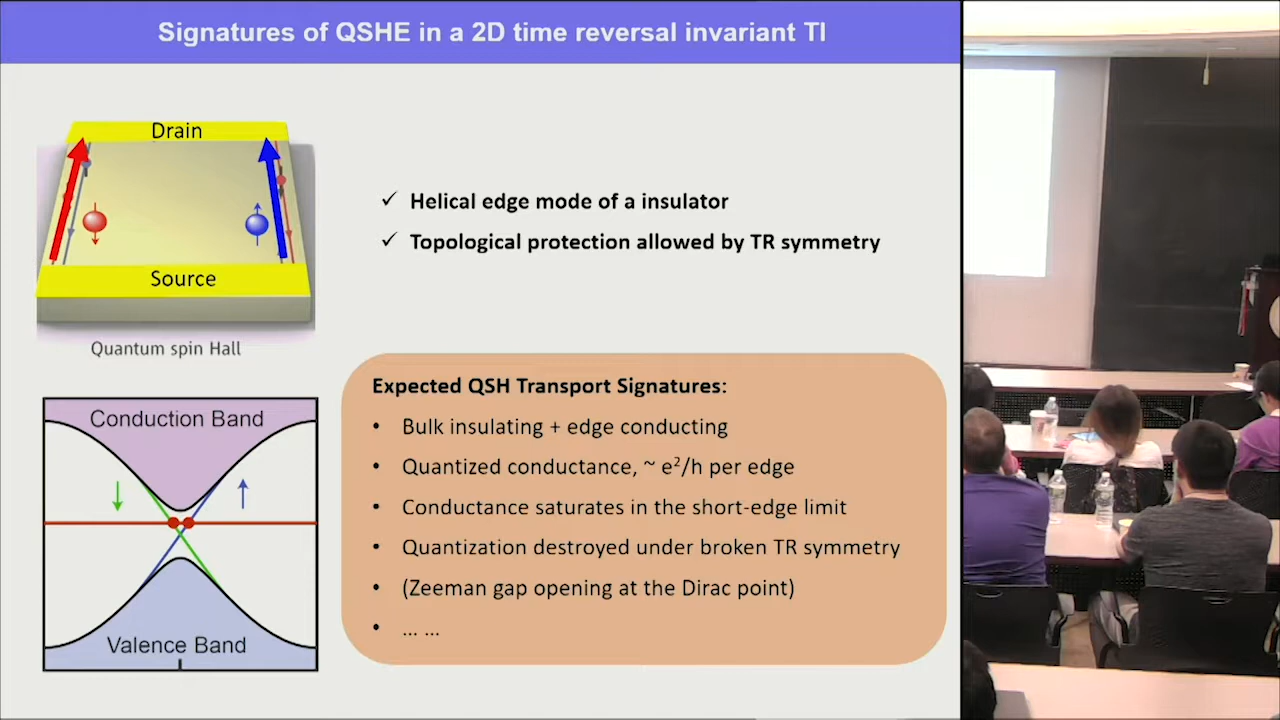 Signatures of QSHE in a 2D time reversal invariant TI
Drain
Source
Quantum spin Hall
✓ Helical edge mode of a insulator
✓ Topological protection allowed by TR symmetry
Conduction Band
Valence Band
Expected QSH Transport Signatures:
• Bulk insulating + edge conducting
• Quantized conductance, ~ e²/h per edge
• Conductance saturates in the short-edge limit
• Quantization destroyed under broken TR symmetry
• (Zeeman gap opening at the Dirac point)
• ... ...